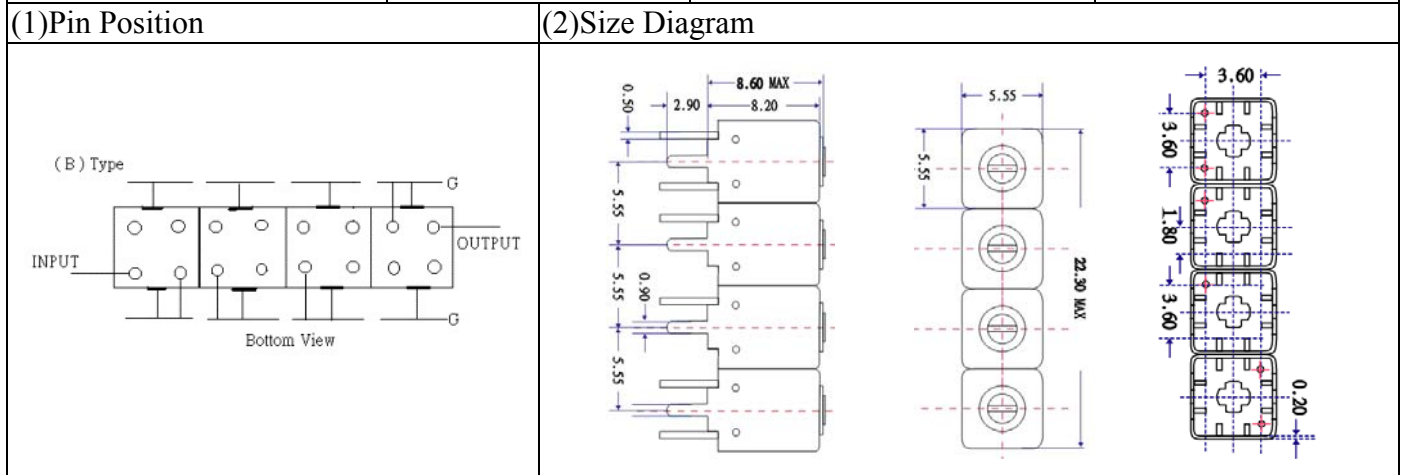 (1)Pin Position
(2)Size Diagram
(B) Type
G
INPUT
OUTPUT
G
Bottom View
8.60 MAX
0.50
2.90
8.20
5.55
5.55
0.90
5.55
5.55
5.55
22.30 MAX
3.60
3.60
1.80
3.60
0.20